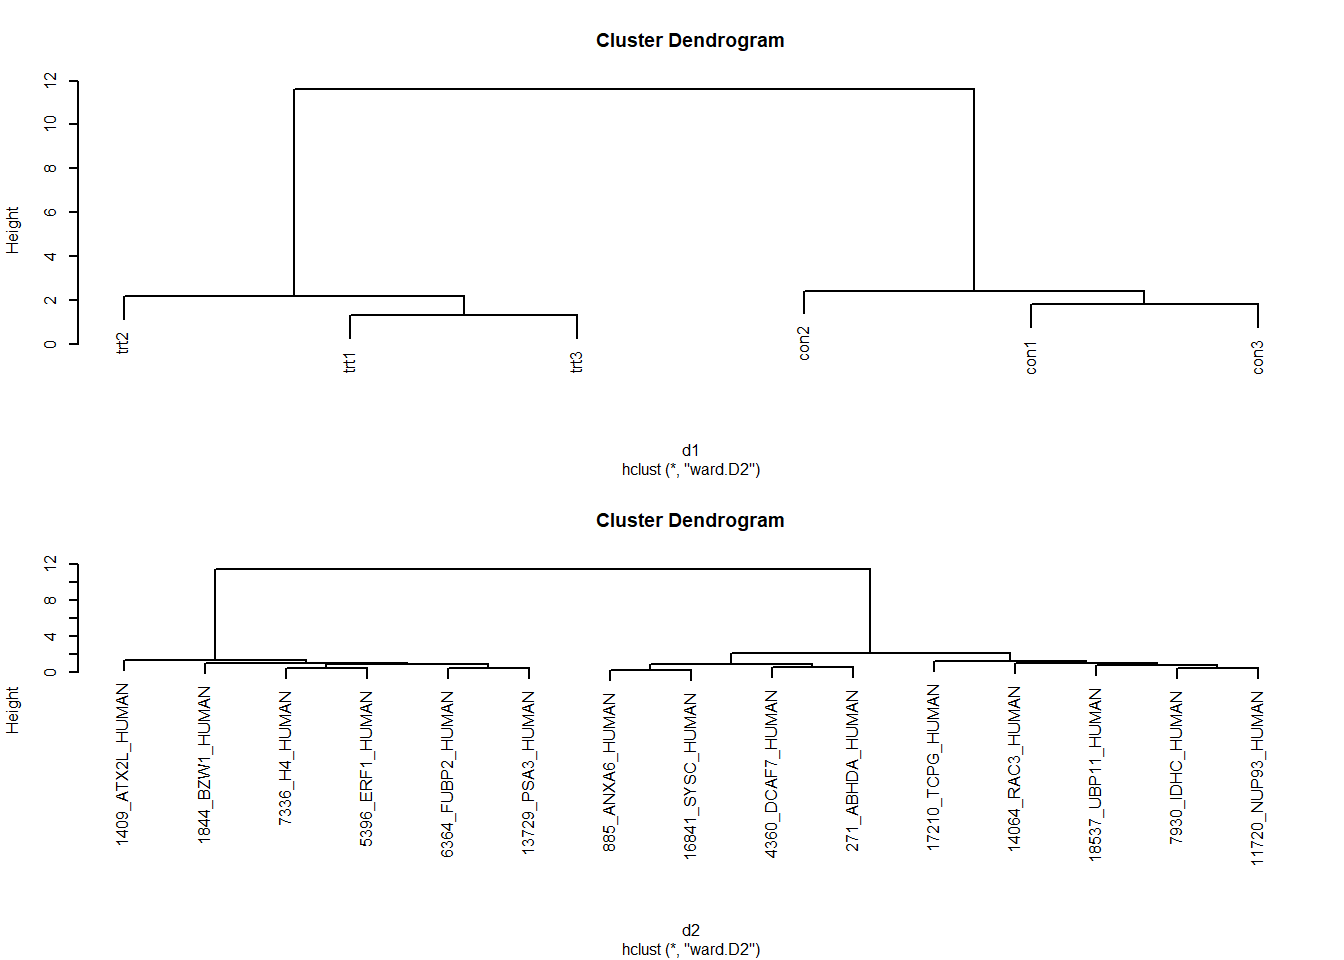 Cluster Dendrogram
Height
12
10
8
6
4
2
0
trt2
trt1
trt3
con2
con1
con3
d1
hclust (*, "ward.D2")
Cluster Dendrogram
Height
12
8
4
0
1409_ATX2L_HUMAN
1844_BZW1_HUMAN
7336_H4_HUMAN
5396_ERF1_HUMAN
6364_FUBP2_HUMAN
13729_PSA3_HUMAN
885_ANXA6_HUMAN
16841_SYSC_HUMAN
4360_DCAF7_HUMAN
271_ABHDA_HUMAN
17210_TCPG_HUMAN
14064_RAC3_HUMAN
18537_UBP11_HUMAN
7930_IDHC_HUMAN
11720_NUP93_HUMAN
d2
hclust (*, "ward.D2")